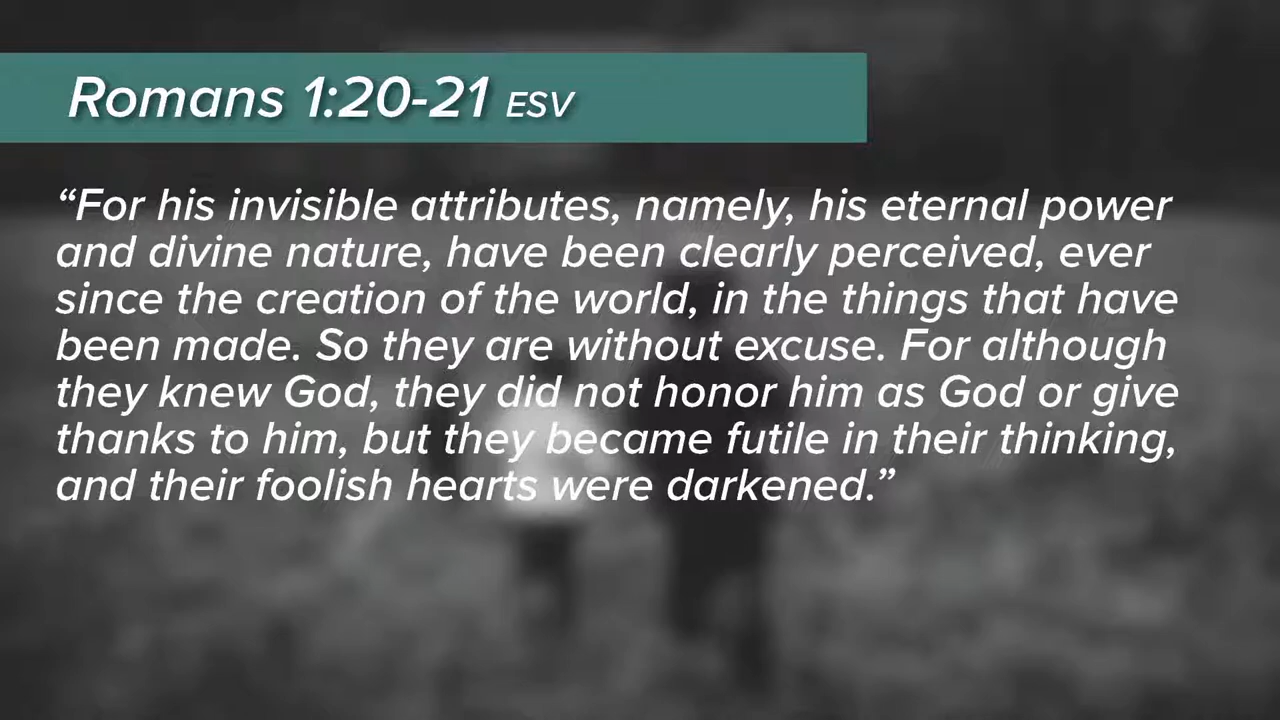 Romans 1:20-21 ESV
“For his invisible attributes, namely, his eternal power
and divine nature, have been clearly perceived, ever
since the creation of the world, in the things that have
been made. So they are without excuse. For although
they knew God, they did not honor him as God or give
thanks to him, but they became futile in their thinking,
and their foolish hearts were darkened.”